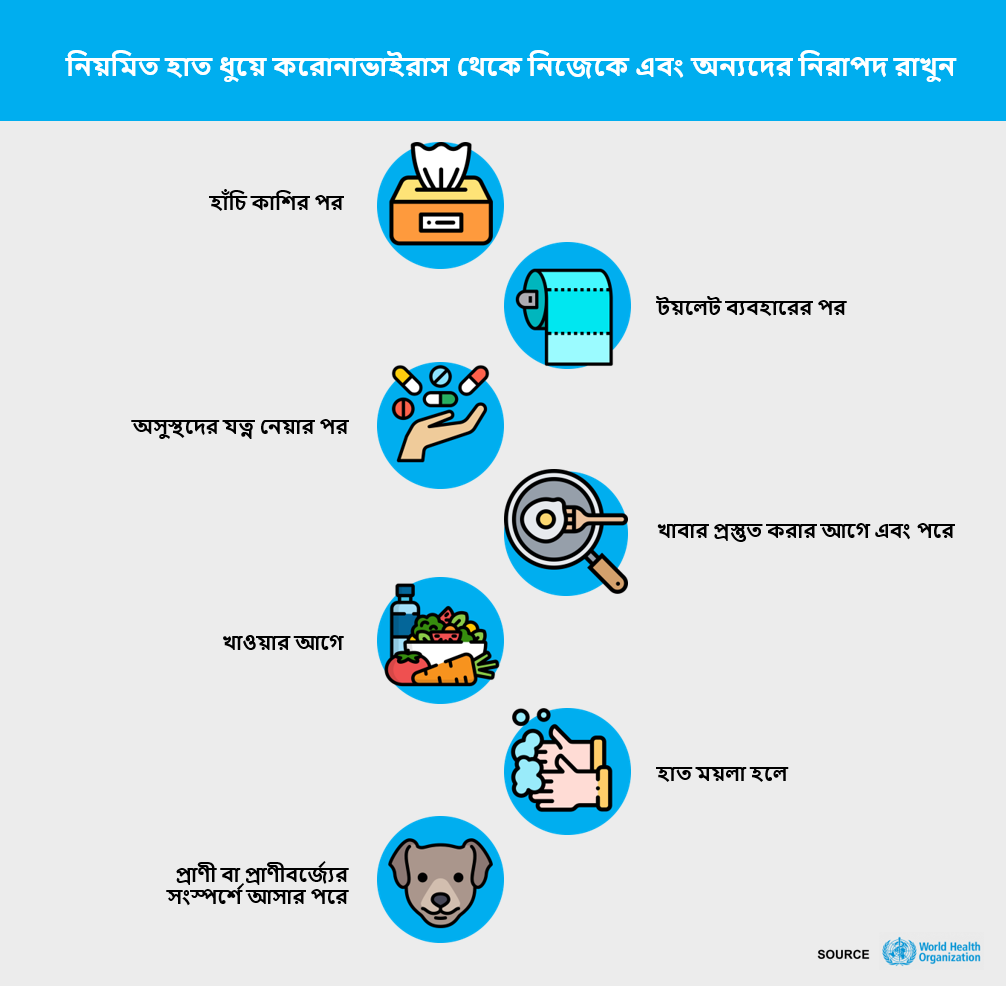 নিয়মিত হাত ধুয়ে করোনাভাইরাস থেকে নিজেকে এবং অন্যদের নিরাপদ রাখুন
হাঁচি কাশির পর
টয়লেট ব্যবহারের পর
অসুস্থদের যত্ন নেয়ার পর
খাবার প্রস্তুত করার আগে এবং পরে
খাওয়ার আগে
হাত ময়লা হলে
প্রাণী বা প্রাণীবর্জ্যের
সংস্পর্শে আসার পরে
SOURCE
World Health
Organization